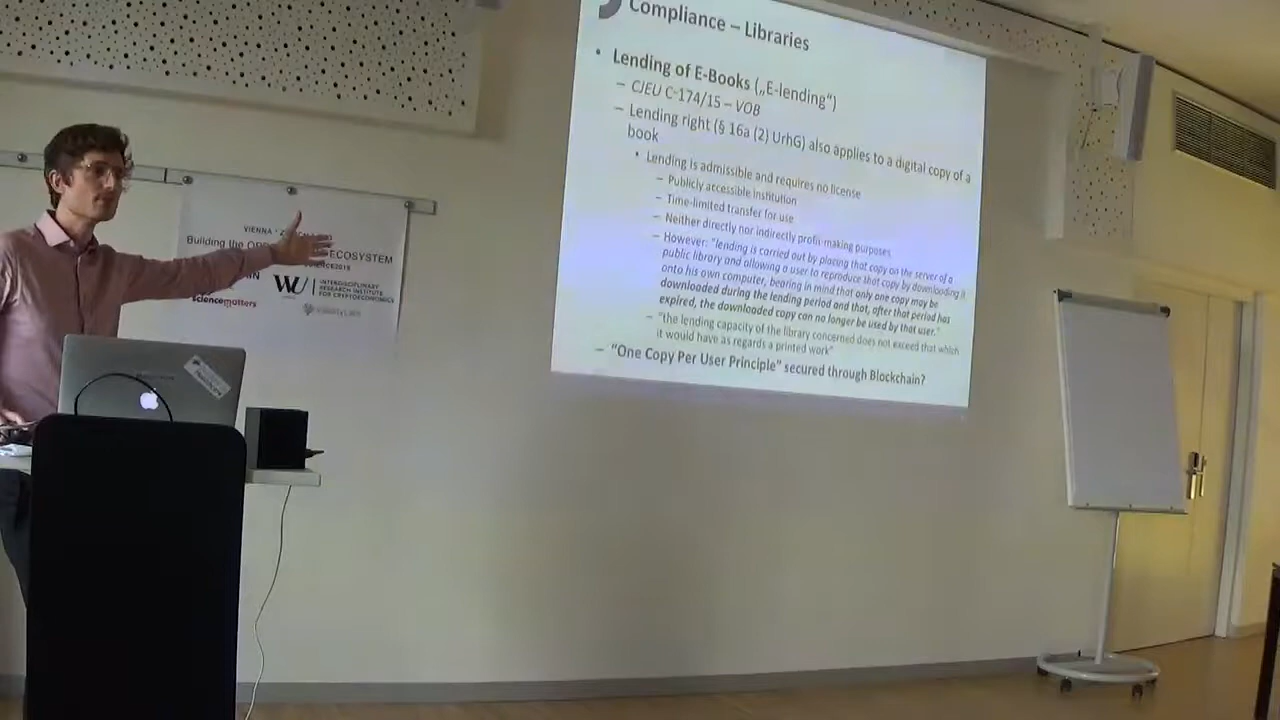 Compliance – Libraries
• Lending of E-Books („E-lending“)
– CJEU C-174/15 – VOB
– Lending right (§ 16a (2) UrhG) also applies to a digital copy of a
book
• Lending is admissible and requires no license
– Publicly accessible institution
– Time-limited transfer for use
– Neither directly nor indirectly profit-making purposes
– However: "lending is carried out by placing that copy on the server of a
public library and allowing a user to reproduce that copy by downloading it
onto his own computer, bearing in mind that only one copy may be
downloaded during the lending period and that, after that period has
expired, the downloaded copy can no longer be used by that user."
– "the lending capacity of the library concerned does not exceed that which
it would have as regards a printed work"
– "One Copy Per User Principle" secured through Blockchain?
VIENNA
Building the ECOSYSTEM
sciencematters
WU
INTERDISCIPLINARY
RESEARCH INSTITUTE
FOR CRYPTOECONOMICS